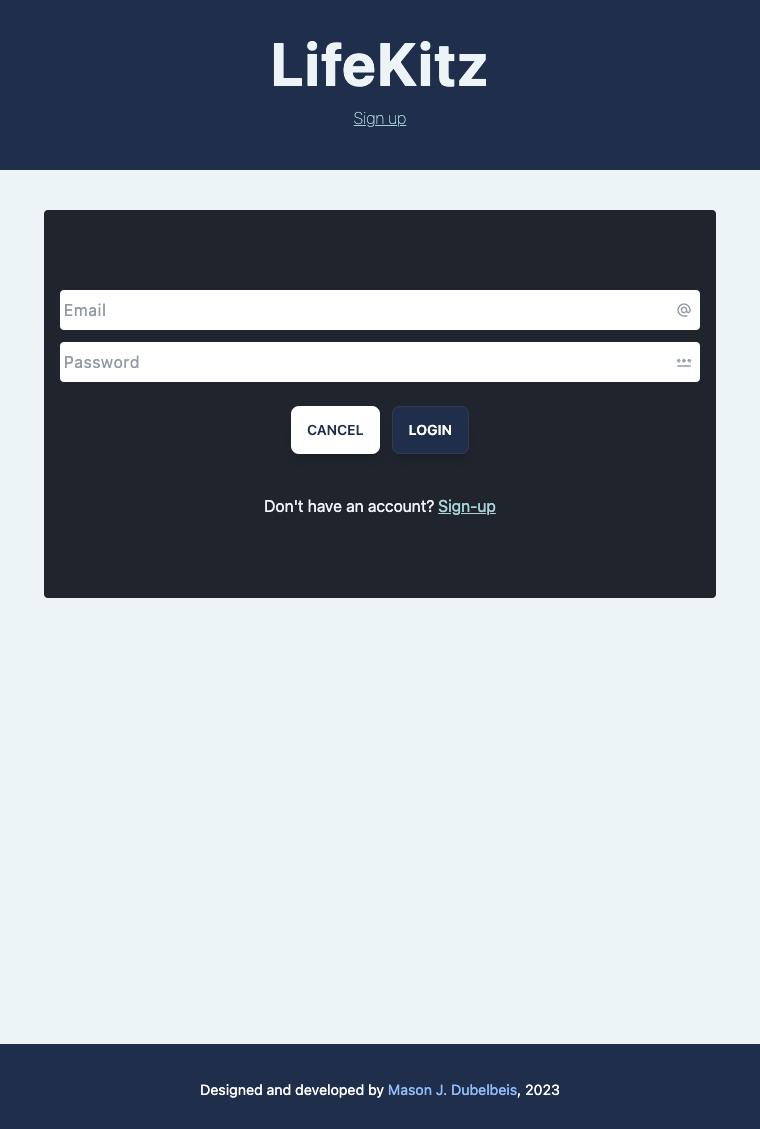 LifeKitz
Sign up
Email
Password
CANCEL LOGIN
Don't have an account? Sign-up
Designed and developed by Mason J. Dubelbeis, 2023